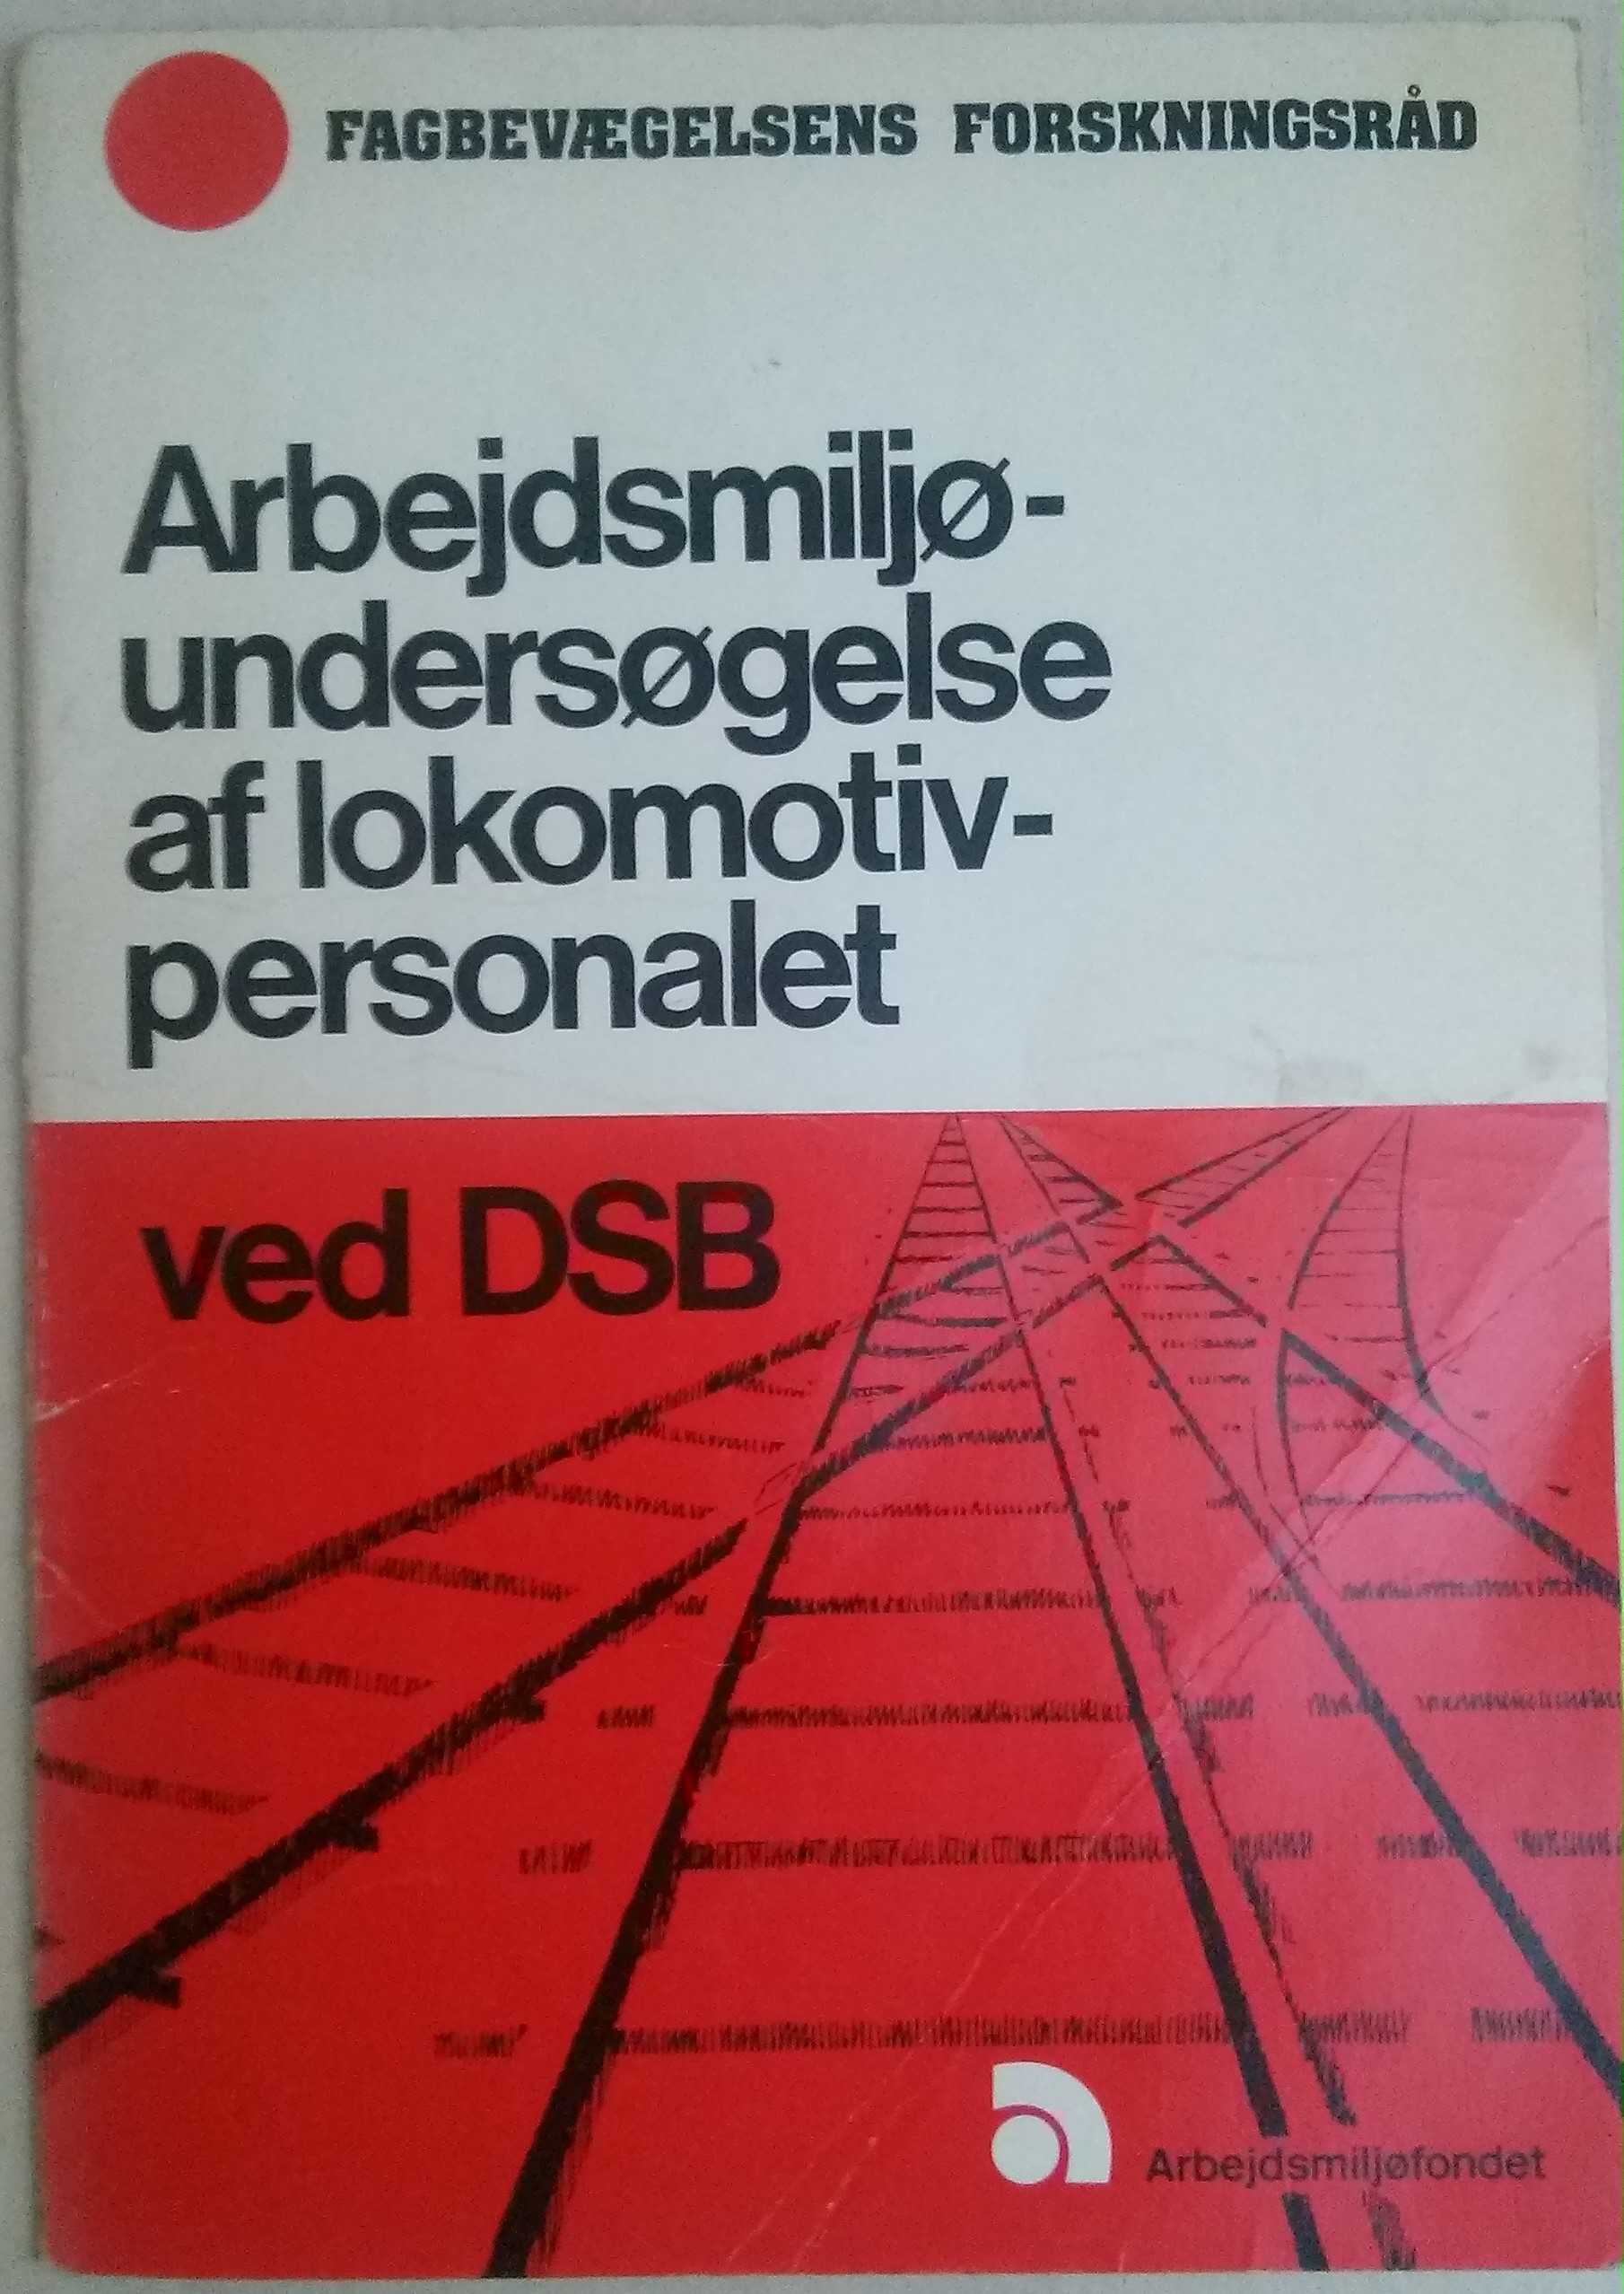 FAGBEVÆGELSENS FORSKNINGSRÅD
Arbejdsmiljø-
undersøgelse
af lokomotiv-
personalet
ved DSB
Arbejdsmiljøfondet